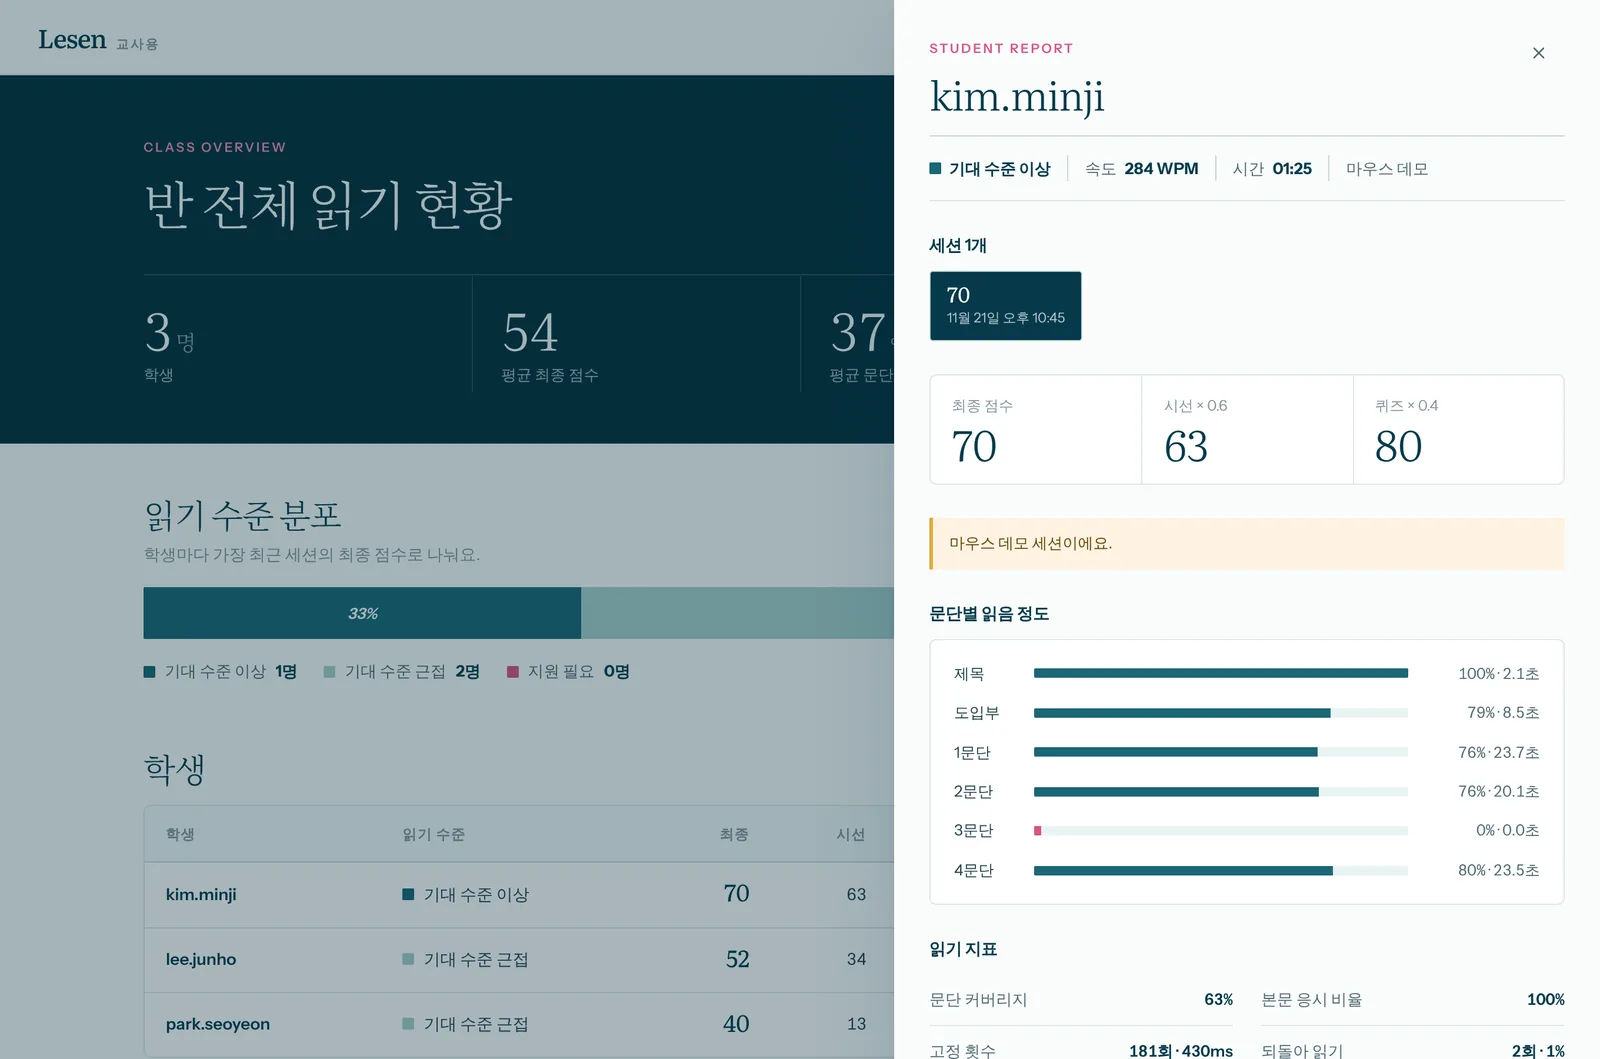 Lesen 교사용
CLASS OVERVIEW
반 전체 읽기 현황
3 명
학생
54
평균 최종 점수
37
평균 문단
읽기 수준 분포
학생마다 가장 최근 세션의 최종 점수로 나눠요.
33%
기대 수준 이상 1명 기대 수준 근접 2명 지원 필요 0명
학생
학생 읽기 수준 최종 시선
kim.minji 기대 수준 이상 70 63
lee.junho 기대 수준 근접 52 34
park.seoyeon 기대 수준 근접 40 13
STUDENT REPORT
kim.minji
기대 수준 이상 속도 284 WPM 시간 01:25 마우스 데모
세션 1개
70
11월 21일 오후 10:45
최종 점수 시선 × 0.6 퀴즈 × 0.4
70 63 80
마우스 데모 세션이에요.
문단별 읽음 정도
제목 100% · 2.1초
도입부 79% · 8.5초
1문단 76% · 23.7초
2문단 76% · 20.1초
3문단 0% · 0.0초
4문단 80% · 23.5초
읽기 지표
문단 커버리지 63% 본문 응시 비율 100%
고정 횟수 181회 · 430ms 되돌아 읽기 2회 · 1%